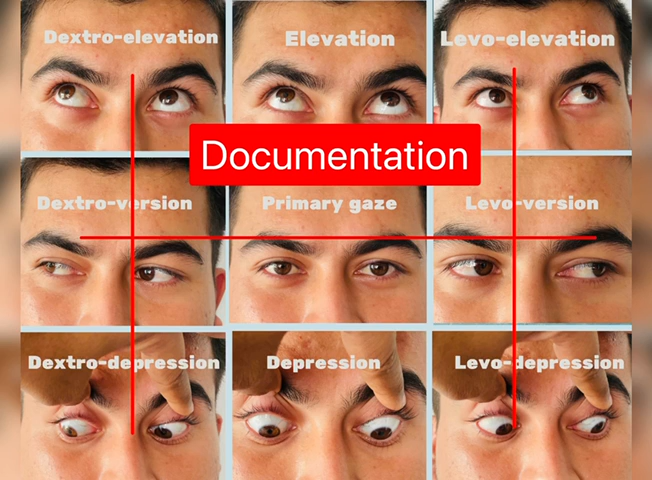 Dextro-elevation
Elevation
Levo-elevation
Documentation
Dextro-version
Primary gaze
Levo-version
Dextro-depression
Depression
Levo-depression